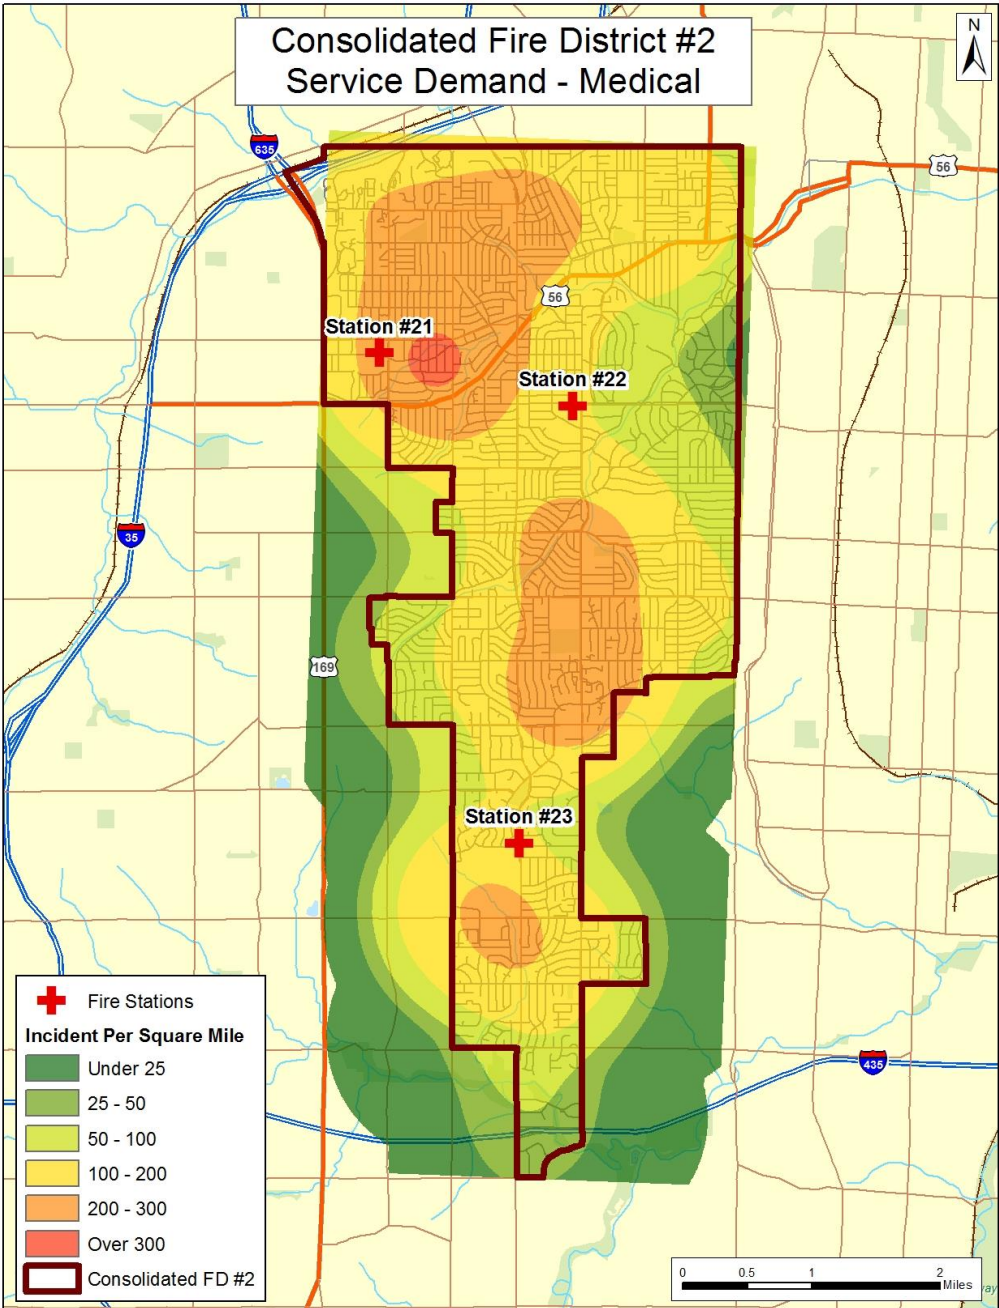 Consolidated Fire District #2
Service Demand - Medical
N
635
56
56
Station #21
Station #22
35
169
Station #23
435
Fire Stations
Incident Per Square Mile
Under 25
25 - 50
50 - 100
100 - 200
200 - 300
Over 300
Consolidated FD #2
0 0.5 1 2
Miles